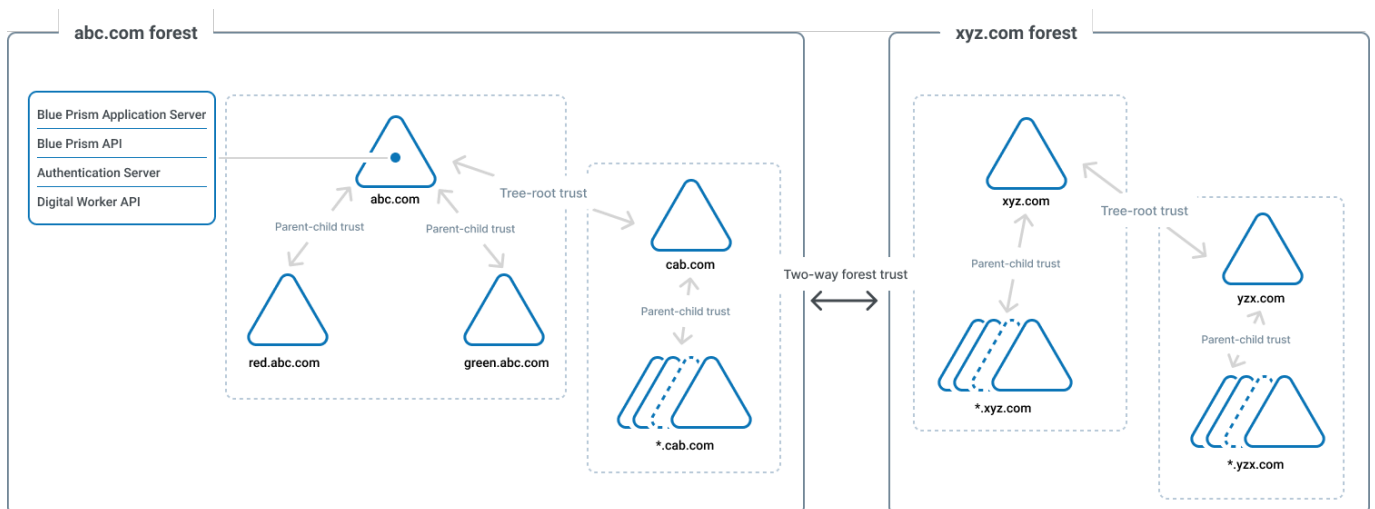 abc.com forest
Blue Prism Application Server
Blue Prism API
Authentication Server
Digital Worker API
abc.com
Tree-root trust
Parent-child trust
Parent-child trust
red.abc.com
green.abc.com
cab.com
Parent-child trust
*.cab.com
Two-way forest trust
xyz.com forest
xyz.com
Tree-root trust
Parent-child trust
*.xyz.com
yzx.com
Parent-child trust
*.yzx.com